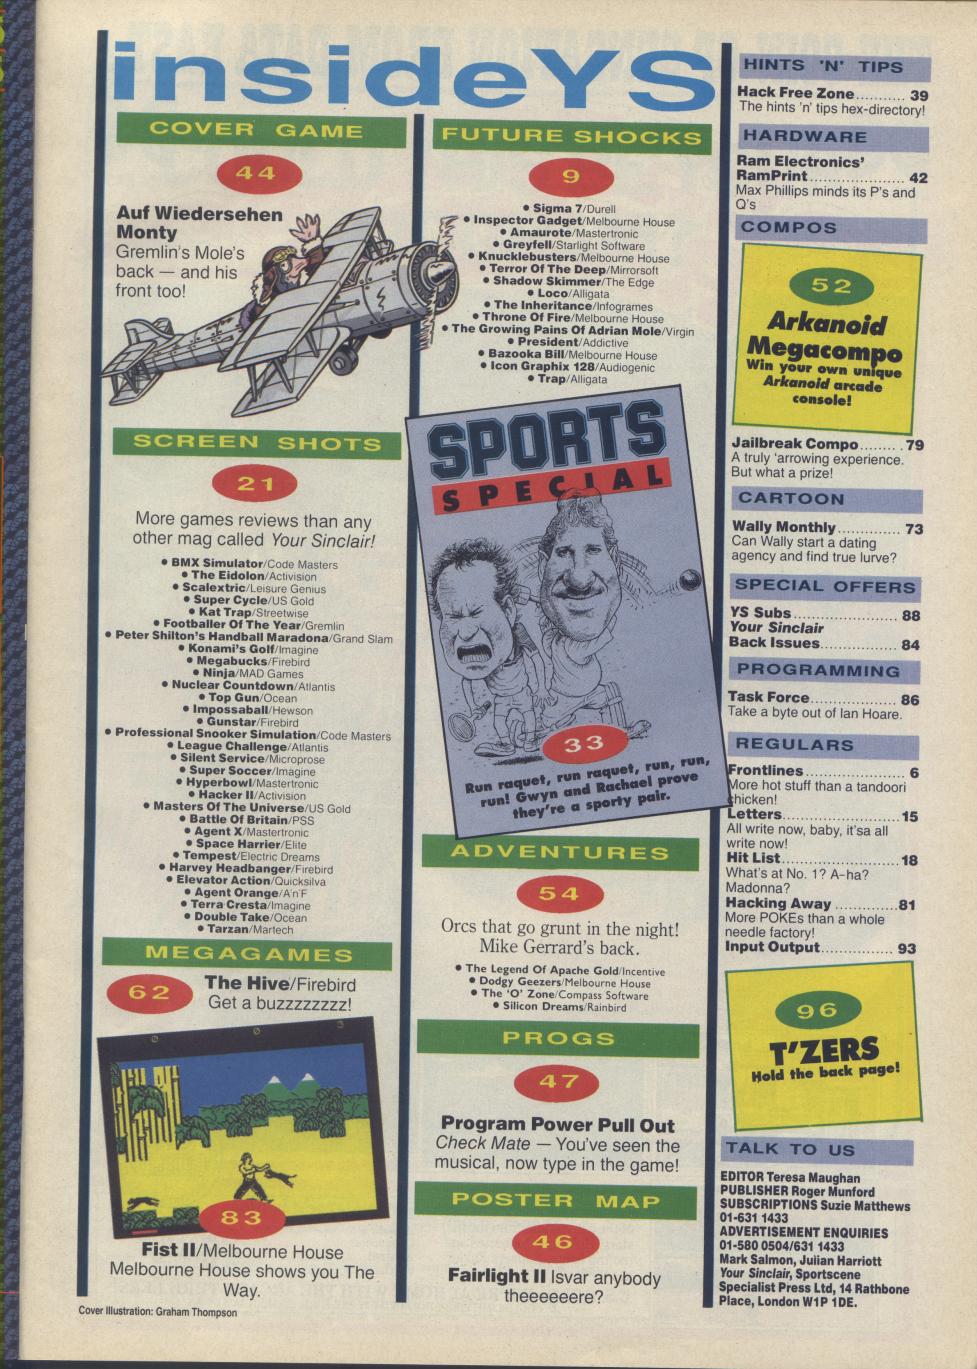 insideYS
COVER GAME
44
Auf Wiedersehen
Monty
Gremlin's Mole's
back — and his
front too!
SCREEN SHOTS
21
More games reviews than any
other mag called Your Sinclair!
• BMX Simulator/Code Masters
• The Eidolon/Activision
• Scalextric/Leisure Genius
• Super Cycle/US Gold
• Kat Trap/Streetwise
• Footballer Of The Year/Gremlin
• Peter Shilton's Handball Maradona/Grand Slam
• Konami's Golf/Imagine
• Megabucks/Firebird
• Ninja/MAD Games
• Nuclear Countdown/Atlantis
• Top Gun/Ocean
• Impossaball/Hewson
• Gunstar/Firebird
• Professional Snooker Simulation/Code Masters
• League Challenge/Atlantis
• Silent Service/Microprose
• Super Soccer/Imagine
• Hyperbowl/Mastertronic
• Hacker II/Activision
• Masters Of The Universe/US Gold
• Battle Of Britain/PSS
• Agent X/Mastertronic
• Space Harrier/Elite
• Tempest/Electric Dreams
• Harvey Headbanger/Firebird
• Elevator Action/Quicksilva
• Agent Orange/A'n'F
• Terra Cresta/Imagine
• Double Take/Ocean
• Tarzan/Martech
MEGAGAMES
62
The Hive/Firebird
Get a buzzzzzzzz!
0 0 3
83
Fist II/Melbourne House
Melbourne House shows you The
Way.
Cover Illustration: Graham Thompson
FUTURE SHOCKS
9
• Sigma 7/Durell
• Inspector Gadget/Melbourne House
• Amaurote/Mastertronic
• Greyfell/Starlight Software
• Knucklebusters/Melbourne House
• Terror Of The Deep/Mirrorsoft
• Shadow Skimmer/The Edge
• Loco/Alligata
• The Inheritance/Infogrames
• Throne Of Fire/Melbourne House
• The Growing Pains Of Adrian Mole/Virgin
• President/Addictive
• Bazooka Bill/Melbourne House
• Icon Graphix 128/Audiogenic
• Trap/Alligata
SPORTS
SPECIAL
33
Run raquet, run raquet, run, run,
run! Gwyn and Rachael prove
they're a sporty pair.
ADVENTURES
54
Orcs that go grunt in the night!
Mike Gerrard's back.
• The Legend Of Apache Gold/Incentive
• Dodgy Geezers/Melbourne House
• The 'O' Zone/Compass Software
• Silicon Dreams/Rainbird
PROGS
47
Program Power Pull Out
Check Mate — You've seen the
musical, now type in the game!
POSTER MAP
46
Fairlight II Isvar anybody
theeeeeere?
HINTS 'N' TIPS
Hack Free Zone.......... 39
The hints 'n' tips hex-directory!
HARDWARE
Ram Electronics'
RamPrint................... 42
Max Phillips minds its P's and
Q's
COMPOS
52
Arkanoid
Megacompo
Win your own unique
Arkanoid arcade
console!
Jailbreak Compo......... 79
A truly 'arrowing experience.
But what a prize!
CARTOON
Wally Monthly............ 73
Can Wally start a dating
agency and find true lurve?
SPECIAL OFFERS
YS Subs.................... 88
Your Sinclair
Back Issues............... 84
PROGRAMMING
Task Force................. 86
Take a byte out of Ian Hoare.
REGULARS
Frontlines................... 6
More hot stuff than a tandoori
chicken!
Letters......................15
All write now, baby, it'sa all
write now!
Hit List......................18
What's at No. 1? A-ha?
Madonna?
Hacking Away ............81
More POKEs than a whole
needle factory!
Input Output.............. 93
96
T'ZERS
Hold the back page!
TALK TO US
EDITOR Teresa Maughan
PUBLISHER Roger Munford
SUBSCRIPTIONS Suzie Matthews
01-631 1433
ADVERTISEMENT ENQUIRIES
01-580 0504/631 1433
Mark Salmon, Julian Harriott
Your Sinclair, Sportscene
Specialist Press Ltd, 14 Rathbone
Place, London W1P 1DE.